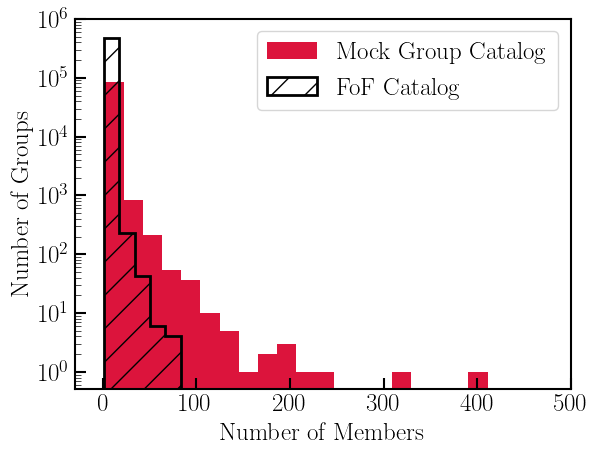 Mock Group Catalog
FoF Catalog
Number of Groups
10^6
10^5
10^4
10^3
10^2
10^1
10^0
0 100 200 300 400 500
Number of Members